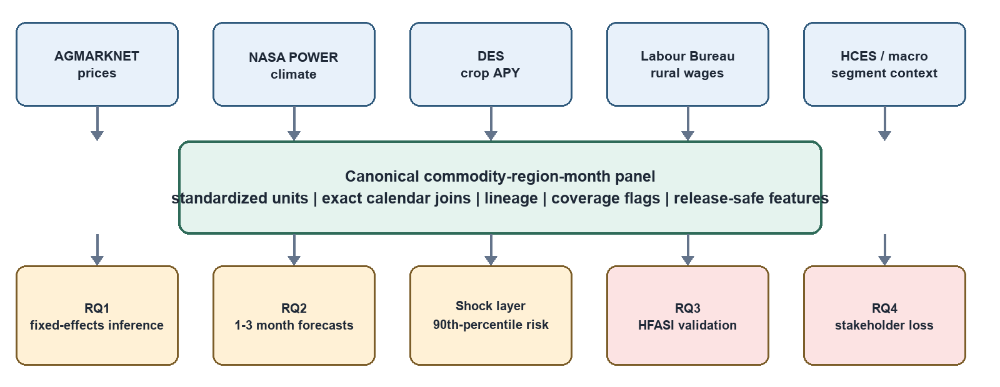 AGMARKNET
prices
NASA POWER
climate
DES
crop APY
Labour Bureau
rural wages
HCES / macro
segment context
Canonical commodity-region-month panel
standardized units | exact calendar joins | lineage | coverage flags | release-safe features
RQ1
fixed-effects inference
RQ2
1-3 month forecasts
Shock layer
90th-percentile risk
RQ3
HFASI validation
RQ4
stakeholder loss